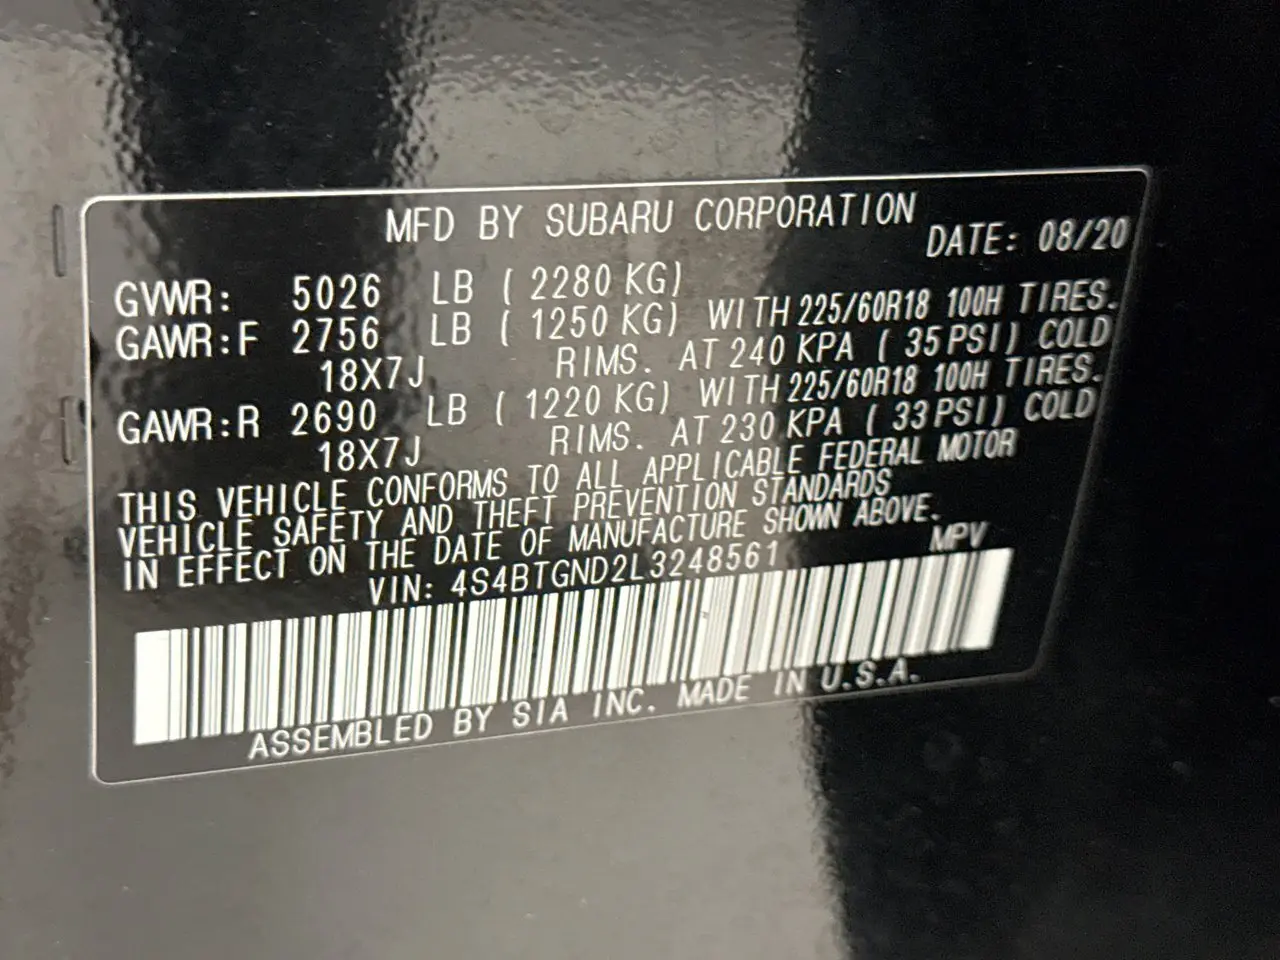 MFD BY SUBARU CORPORATION
DATE: 08/20
GVWR: 5026 LB ( 2280 KG)
GAWR:F 2756 LB ( 1250 KG) WITH 225/60R18 100H TIRES.
18X7J RIMS. AT 240 KPA ( 35 PSI) COLD
GAWR:R 2690 LB ( 1220 KG) WITH 225/60R18 100H TIRES.
18X7J RIMS. AT 230 KPA ( 33 PSI) COLD
THIS VEHICLE CONFORMS TO ALL APPLICABLE FEDERAL MOTOR
VEHICLE SAFETY AND THEFT PREVENTION STANDARDS
IN EFFECT ON THE DATE OF MANUFACTURE SHOWN ABOVE.
VIN: 4S4BTGND2L3248561 MPV
ASSEMBLED BY SIA INC. MADE IN U.S.A.